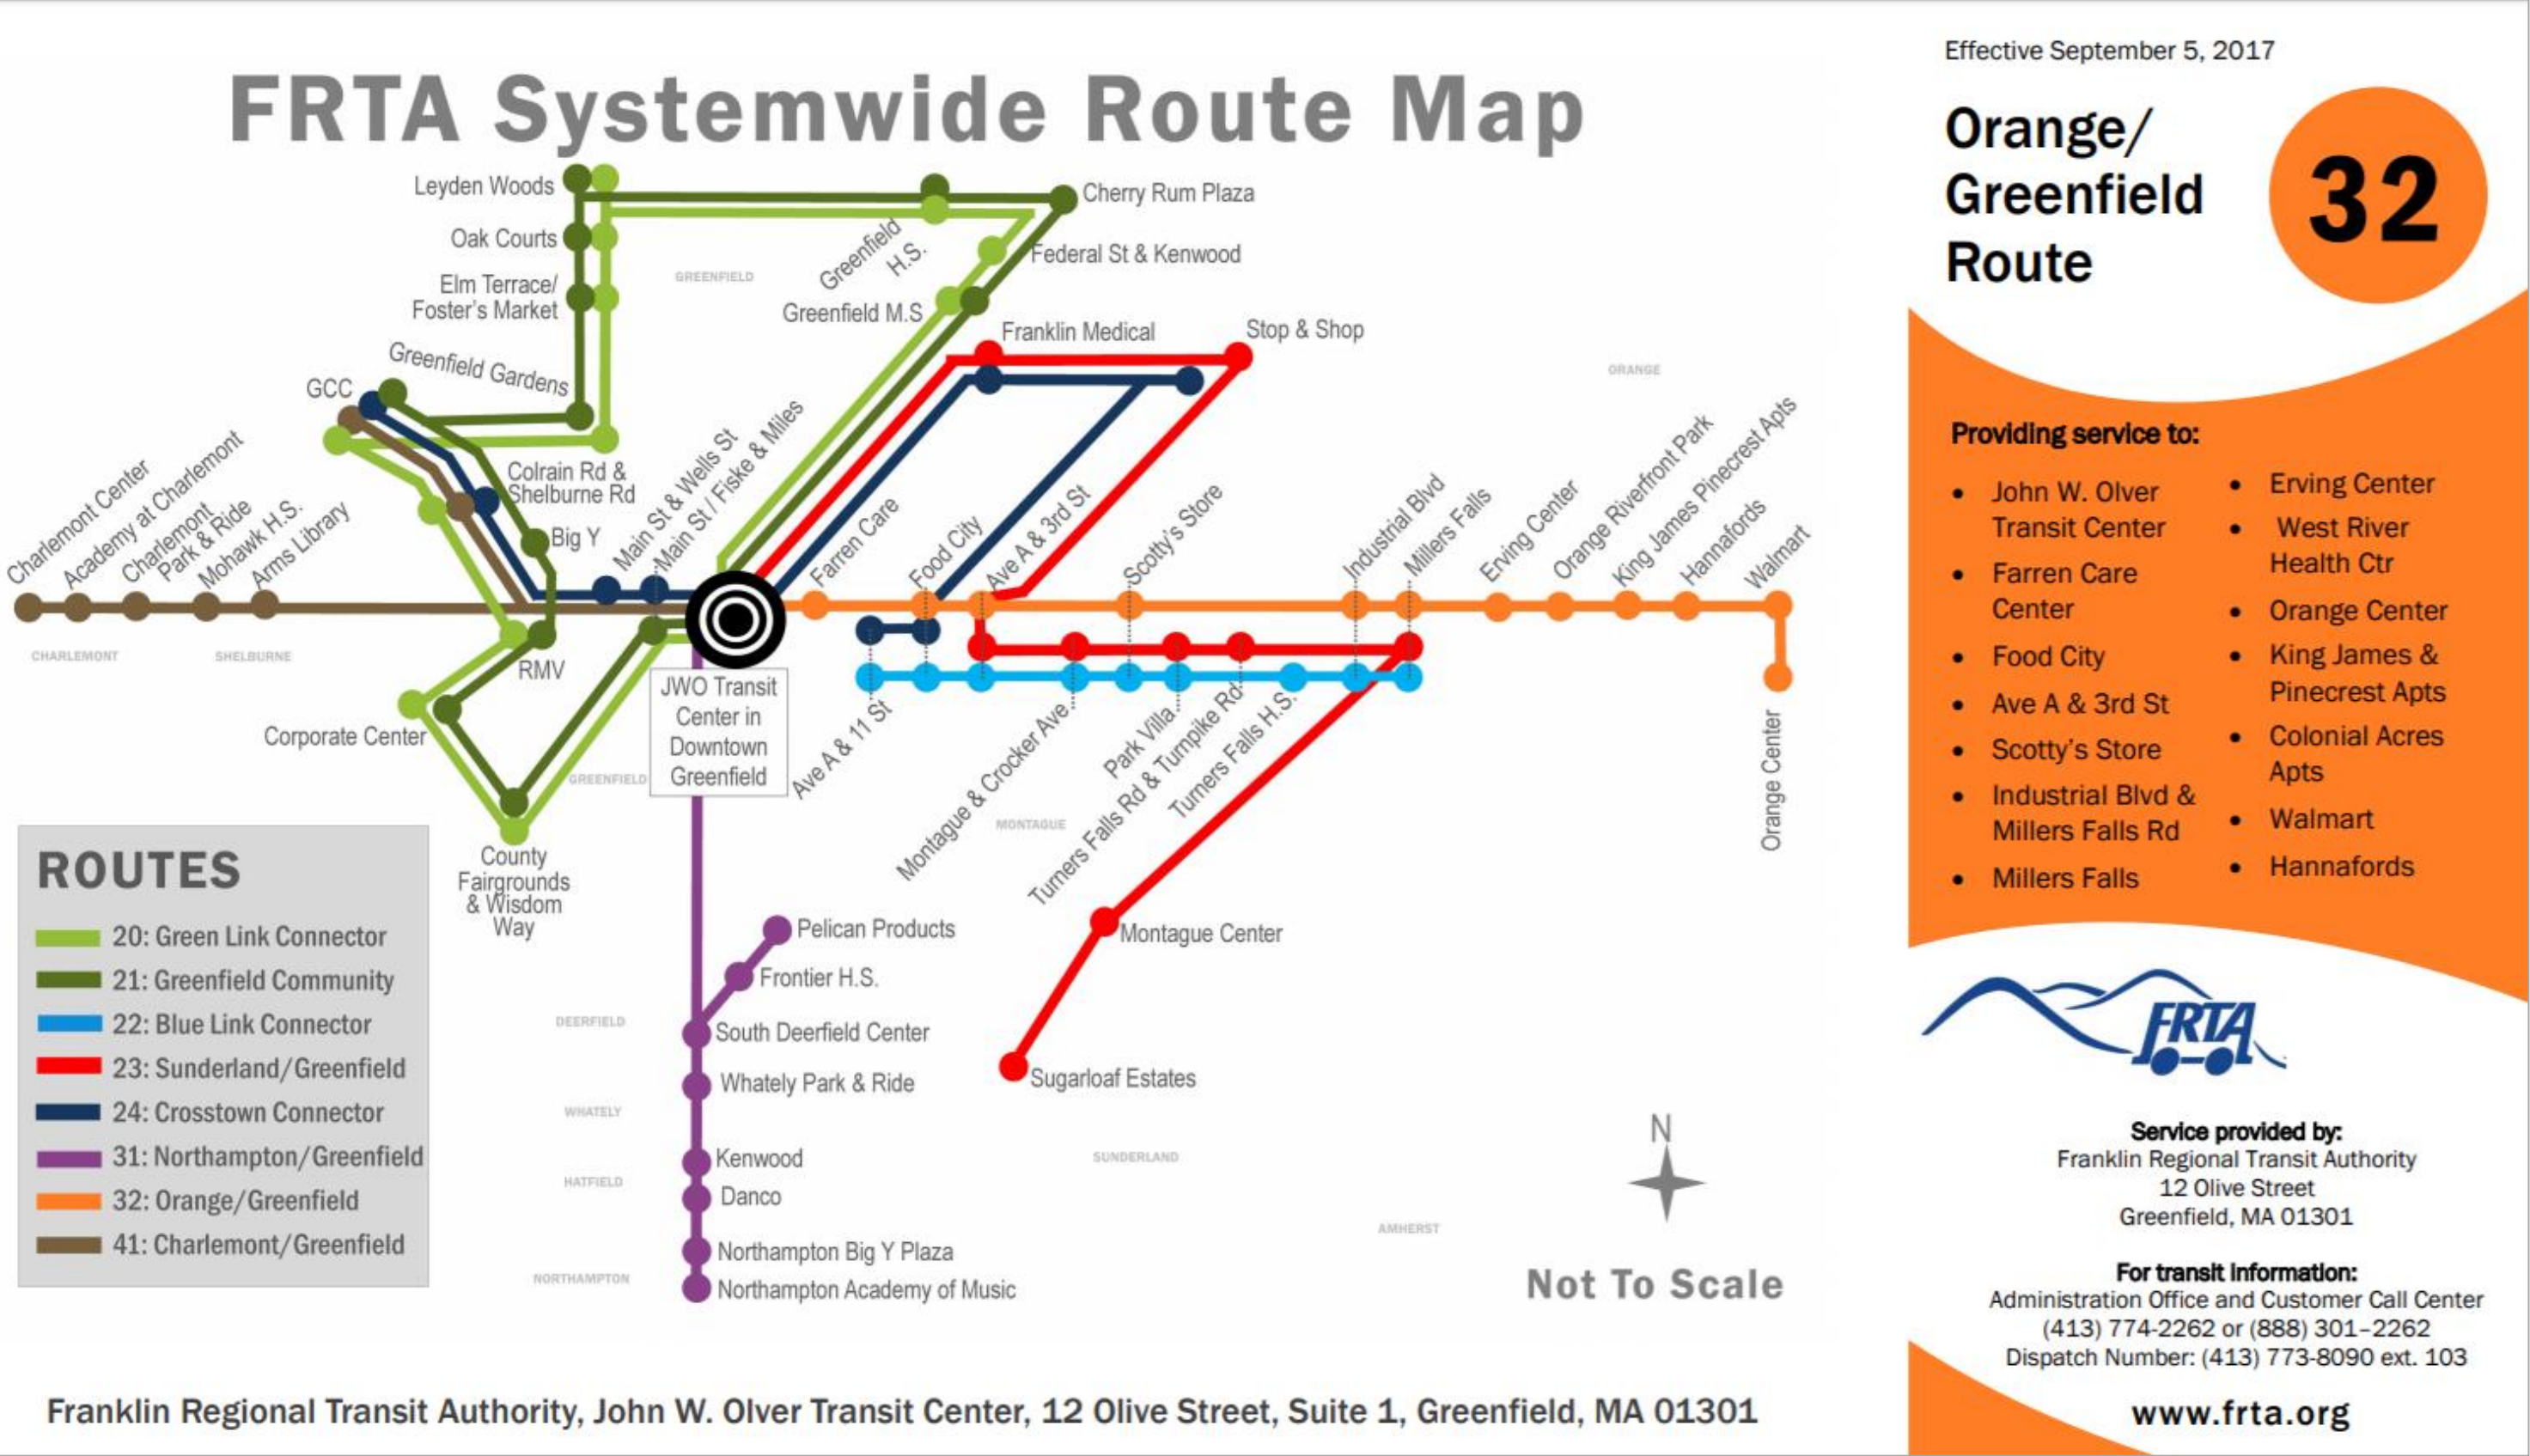 FRTA Systemwide Route Map
Leyden Woods
Cherry Rum Plaza
Oak Courts
Greenfield
H.S.
Federal St & Kenwood
GREENFIELD
Elm Terrace/
Foster's Market
Greenfield M.S
Franklin Medical
Stop & Shop
Greenfield Gardens
GCC
ORANGE
Colrain Rd &
Shelburne Rd
Big Y
Charlemont Center
Academy at Charlemont
Charlemont
Park & Ride
Mohawk H.S.
Arms Library
Main St & Wells St
Main St / Fiske & Miles
Farren Care
Food City
Ave A & 3rd St
Scotty's Store
Industrial Blvd
Millers Falls
Erving Center
Orange Riverfront Park
King James Pinecrest Apts
Hannafords
Walmart
CHARLEMONT
SHELBURNE
RMV
JWO Transit
Center in
Downtown
Greenfield
Corporate Center
GREENFIELD
Ave A & 11 St
Montague & Crocker Ave
Park Villa
Turners Falls Rd & Turnpike Rd
Turners Falls H.S.
MONTAGUE
Orange Center
County
Fairgrounds
& Wisdom
Way
ROUTES
20: Green Link Connector
21: Greenfield Community
22: Blue Link Connector
23: Sunderland/Greenfield
24: Crosstown Connector
31: Northampton/Greenfield
32: Orange/Greenfield
41: Charlemont/Greenfield
Pelican Products
Frontier H.S.
DEERFIELD
South Deerfield Center
Whately Park & Ride
WHATELY
Kenwood
HATFIELD
Danco
Northampton Big Y Plaza
NORTHAMPTON
Northampton Academy of Music
Montague Center
Sugarloaf Estates
SUNDERLAND
AMHERST
N
Not To Scale
Franklin Regional Transit Authority, John W. Olver Transit Center, 12 Olive Street, Suite 1, Greenfield, MA 01301
Effective September 5, 2017
Orange/
Greenfield
Route
32
Providing service to:
• John W. Olver
Transit Center
• Farren Care
Center
• Food City
• Ave A & 3rd St
• Scotty's Store
• Industrial Blvd &
Millers Falls Rd
• Millers Falls
• Erving Center
• West River
Health Ctr
• Orange Center
• King James &
Pinecrest Apts
• Colonial Acres
Apts
• Walmart
• Hannafords
FRTA
Service provided by:
Franklin Regional Transit Authority
12 Olive Street
Greenfield, MA 01301
For transit information:
Administration Office and Customer Call Center
(413) 774-2262 or (888) 301–2262
Dispatch Number: (413) 773-8090 ext. 103
www.frta.org